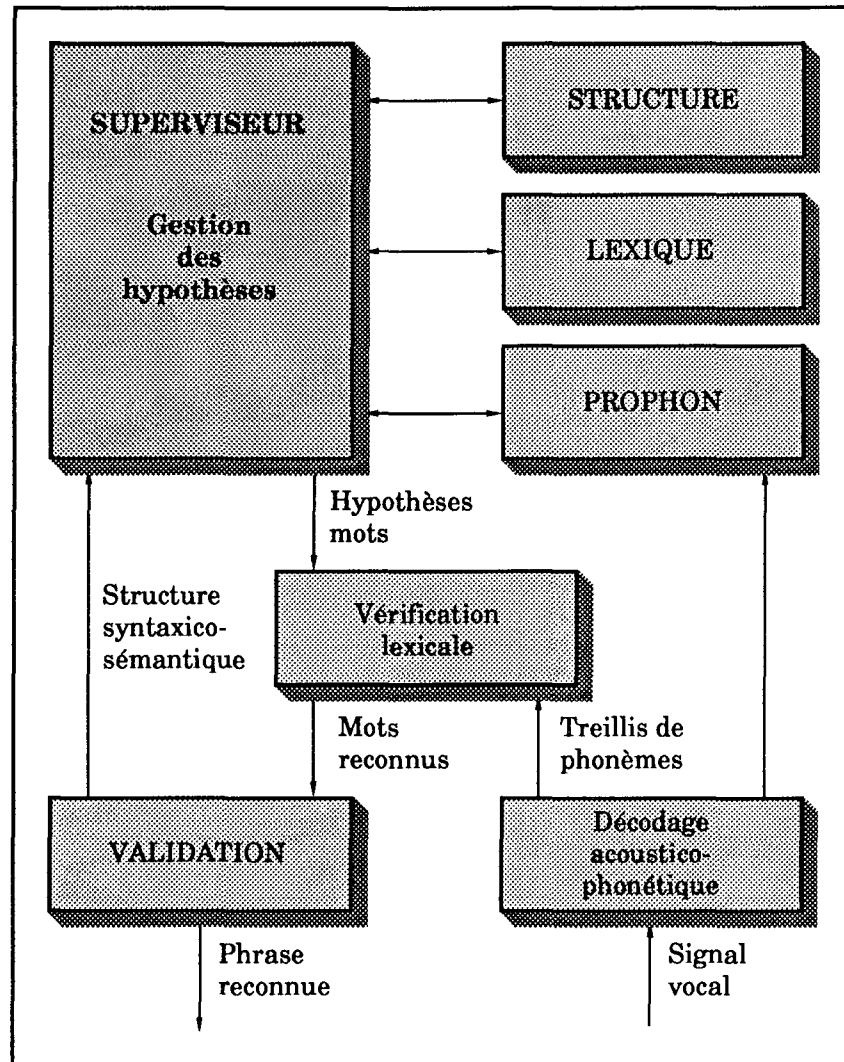 SUPERVISEUR
Gestion
des
hypothèses
STRUCTURE
LEXIQUE
PROPHON
Hypothèses
mots
Structure
syntaxico-
sémantique
Vérification
lexicale
Mots
reconnus
Treillis de
phonèmes
VALIDATION
Décodage
acoustico-
phonétique
Phrase
reconnue
Signal
vocal